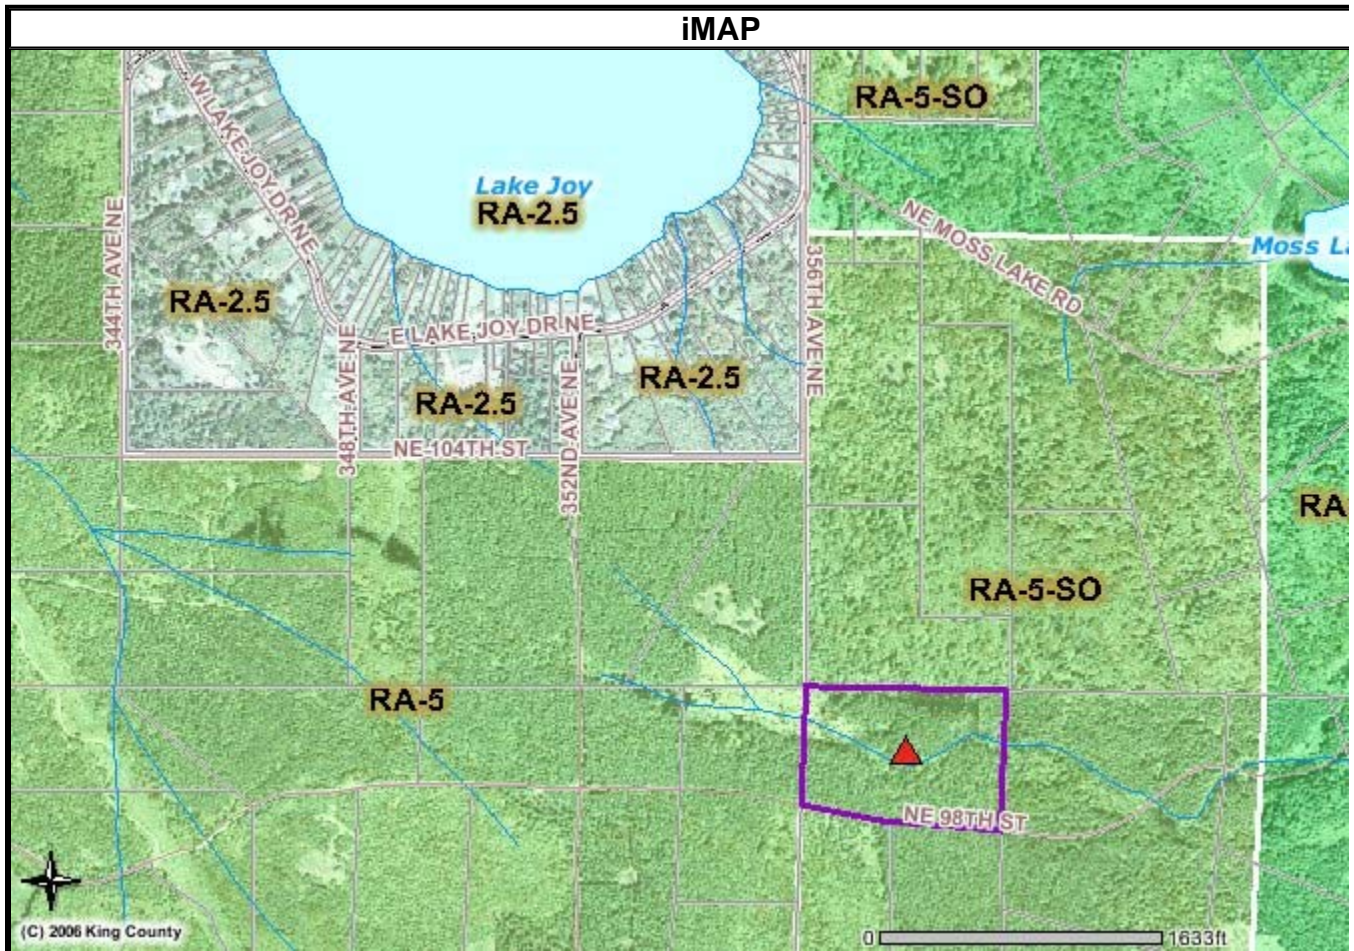 iMAP
RA-5-SO
W LAKE JOY DR NE
Lake Joy
RA-2.5
344TH AVE NE
NE MOSS LAKE RD
356TH AVE NE
Moss La
RA-2.5
E LAKE JOY DR NE
348TH AVE NE
352ND AVE NE
RA-2.5
RA-2.5
NE 104TH ST
RA
RA-5-SO
RA-5
NE 98TH ST
(C) 2006 King County
0 1633ft